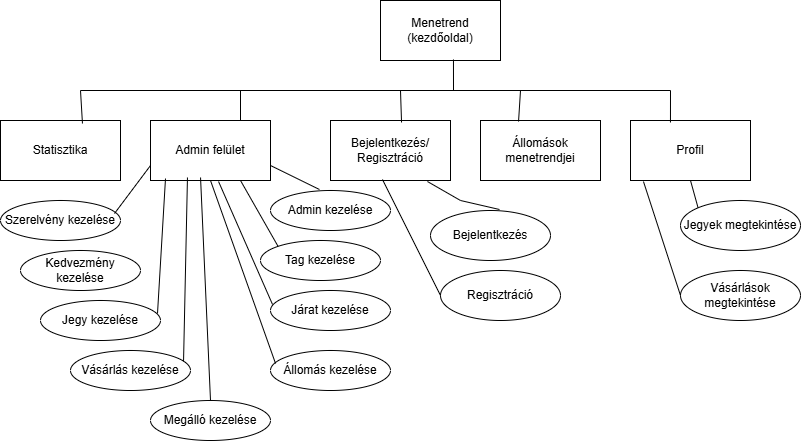 Menetrend
(kezdőoldal)
Statisztika
Admin felület
Bejelentkezés/
Regisztráció
Állomások
menetrendjei
Profil
Szerelvény kezelése
Kedvezmény
kezelése
Jegy kezelése
Vásárlás kezelése
Megálló kezelése
Admin kezelése
Tag kezelése
Járat kezelése
Állomás kezelése
Bejelentkezés
Regisztráció
Jegyek megtekintése
Vásárlások
megtekintése